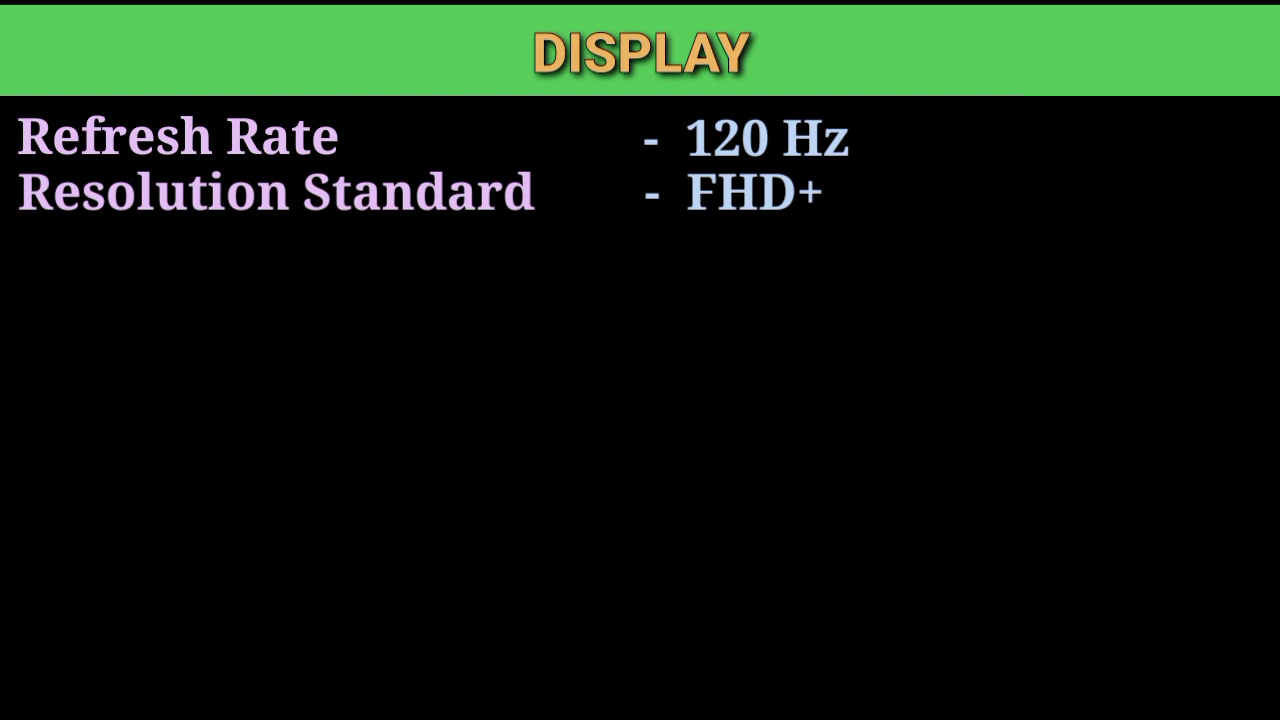 DISPLAY
Refresh Rate - 120 Hz
Resolution Standard - FHD+